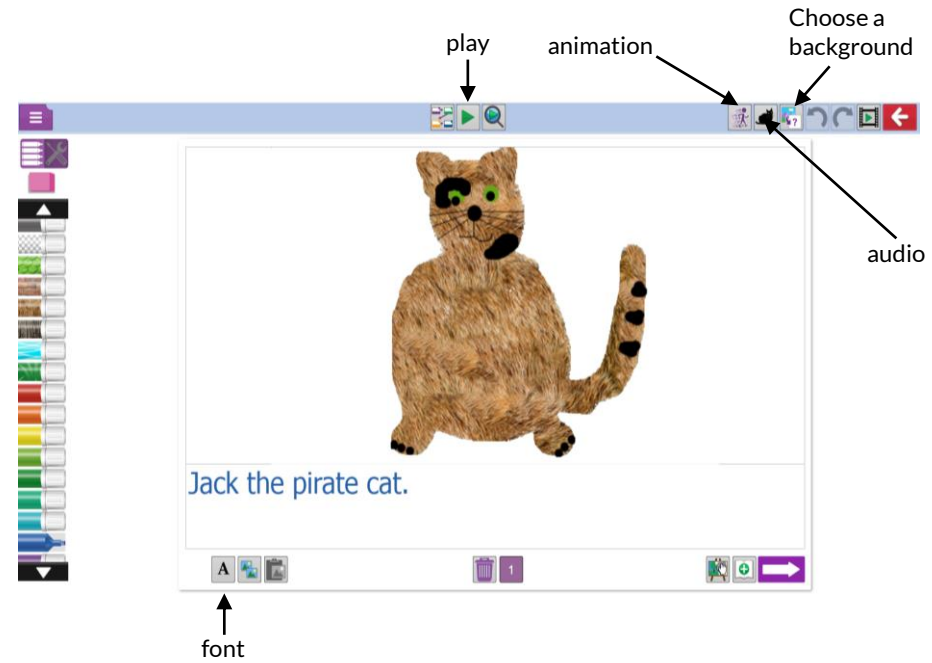 Choose a
background
play
animation
?
audio
Jack the pirate cat.
A
1
font